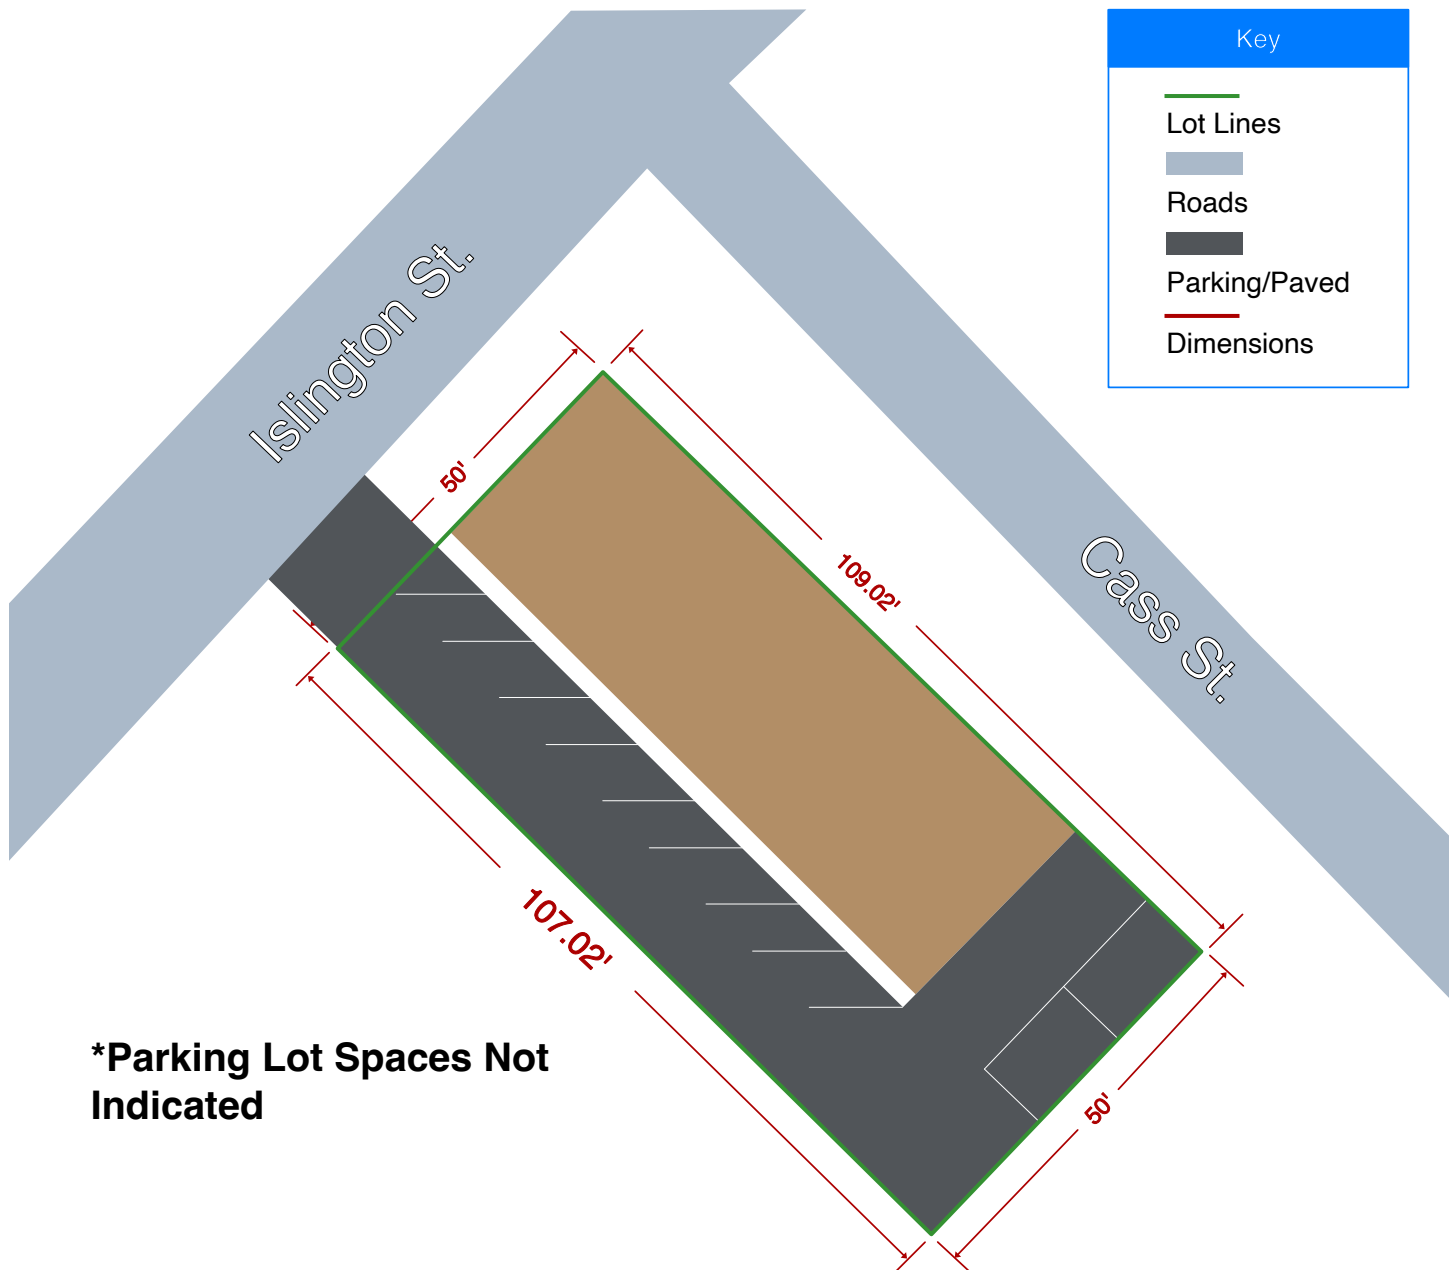 Key
Lot Lines
Roads
Parking/Paved
Dimensions
Islington St.
Cass St.
50'
109.02'
107.02'
50'
*Parking Lot Spaces Not
Indicated